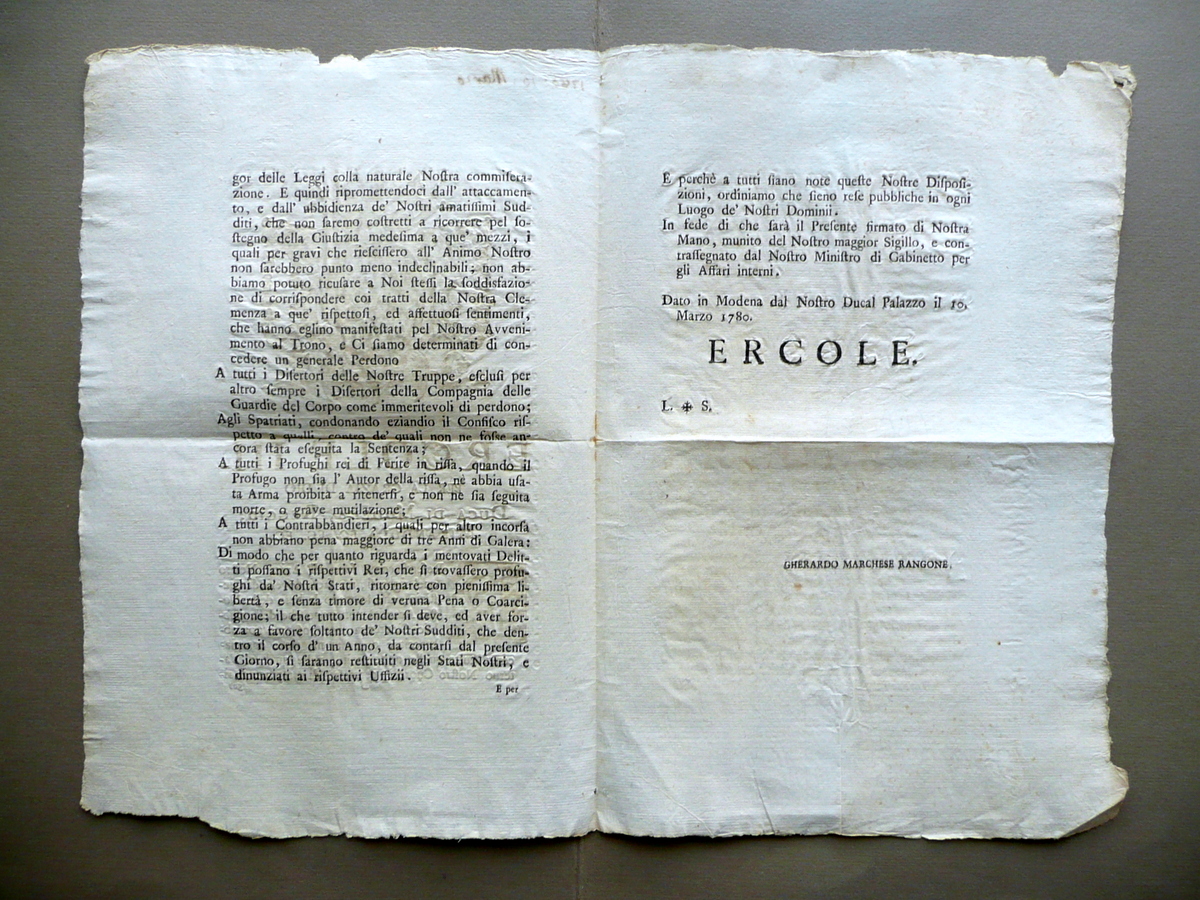 gor delle Leggi colla naturale Noſtra commiſera-
zione. E quindi ripromettendoci dall' attaccamen-
to, e dall' ubbidienza de' Noſtri amatiſſimi Sud-
diti, che non faremo coſtretti a ricorrere pel ſo-
ſtegno della Giuſtizia medeſima a que' mezzi, i
quali per gravi che rieſciſſero all' Animo Noſtro
non farebbero punto meno indeclinabili; non ab-
biamo potuto ricuſare a Noi ſteſſi la ſoddisfazio-
ne di corriſpondere coi tratti della Noſtra Cle-
menza a que' riſpettoſi, ed affettuoſi ſentimenti,
che hanno eglino manifeſtati pel Noſtro Avveni-
mento al Trono, e Ci ſiamo determinati di con-
cedere un generale Perdono
A tutti i Diſertori delle Noſtre Truppe, eſcluſi per
altro ſempre i Diſertori della Compagnia delle
Guardie del Corpo come immeritevoli di perdono;
Agli Spatriati, condonando eziandio il Confiſco riſ-
petto a quelli, contro de' quali non ne foſſe an-
cora ſtata eſeguita la Sentenza;
A tutti i Profughi rei di Ferite in riſſa, quando il
Profugo non ſia l' Autor della riſſa, nè abbia uſa-
ta Arma proibita a ritenerſi, e non ne ſia ſeguita
morte, o grave mutilazione;
A tutti i Contrabbandieri, i quali per altro incorſa
non abbiano pena maggiore di tre Anni di Galera:
Di modo che per quanto riguarda i mentovati Delit-
ti poſſano i riſpettivi Rei, che ſi trovaſſero profu-
ghi da' Noſtri Stati, ritornare con pieniſſima li-
bertà, e ſenza timore di veruna Pena o Coarci-
gione; il che tutto intender ſi deve, ed aver for-
za a favore ſoltanto de' Noſtri Sudditi, che den-
tro il corſo d' un Anno, da contarſi dal preſente
Giorno, ſi ſaranno reſtituiti negli Stati Noſtri, e
dinunziati ai riſpettivi Uffizii.
E per
E perchè a tutti ſiano note queſte Noſtre Diſpoſi-
zioni, ordiniamo che ſieno reſe pubbliche in ogni
Luogo de' Noſtri Dominii.
In fede di che ſarà il Preſente firmato di Noſtra
Mano, munito del Noſtro maggior Sigillo, e con-
traſſegnato dal Noſtro Miniſtro di Gabinetto per
gli Affari interni.
Dato in Modena dal Noſtro Ducal Palazzo il 10.
Marzo 1780.
ERCOLE.
L. ✠ S.
GHERARDO MARCHESE RANGONE.